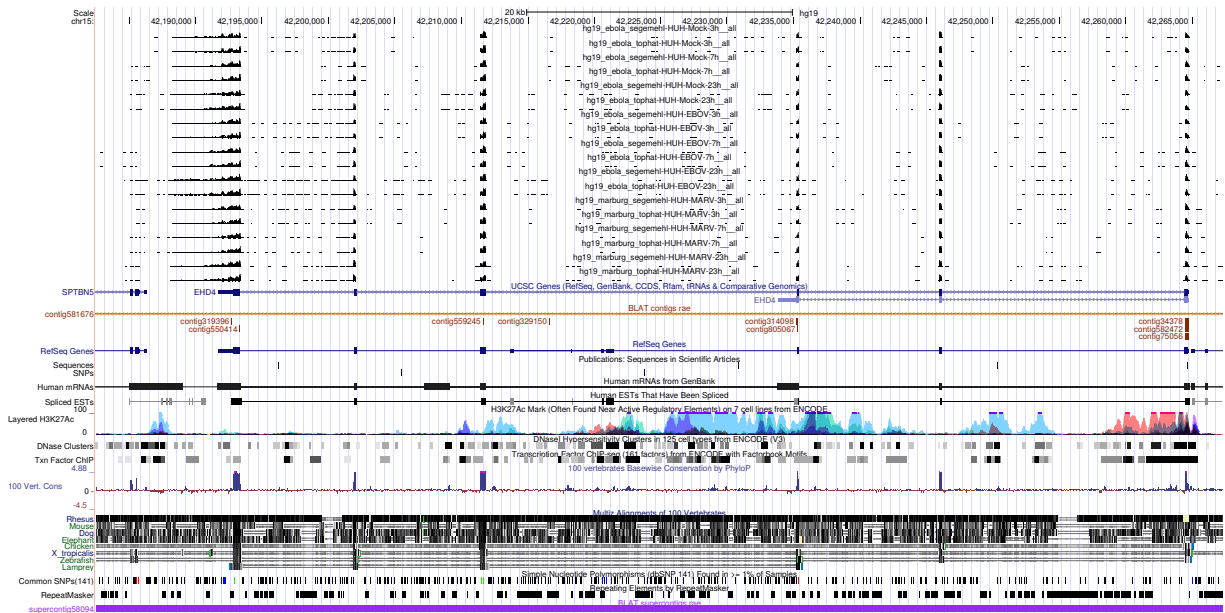 Scale 20 kb hg19
chr15: 42,190,000 42,195,000 42,200,000 42,205,000 42,210,000 42,215,000 42,220,000 42,225,000 42,230,000 42,235,000 42,240,000 42,245,000 42,250,000 42,255,000 42,260,000 42,265,000
hg19_ebola_segemehl-HUH-Mock-3h__all
hg19_ebola_tophat-HUH-Mock-3h__all
hg19_ebola_segemehl-HUH-Mock-7h__all
hg19_ebola_tophat-HUH-Mock-7h__all
hg19_ebola_segemehl-HUH-Mock-23h__all
hg19_ebola_tophat-HUH-Mock-23h__all
hg19_ebola_segemehl-HUH-EBOV-3h__all
hg19_ebola_tophat-HUH-EBOV-3h__all
hg19_ebola_segemehl-HUH-EBOV-7h__all
hg19_ebola_tophat-HUH-EBOV-7h__all
hg19_ebola_segemehl-HUH-EBOV-23h__all
hg19_ebola_tophat-HUH-EBOV-23h__all
hg19_marburg_segemehl-HUH-MARV-3h__all
hg19_marburg_tophat-HUH-MARV-3h__all
hg19_marburg_segemehl-HUH-MARV-7h__all
hg19_marburg_tophat-HUH-MARV-7h__all
hg19_marburg_segemehl-HUH-MARV-23h__all
hg19_marburg_tophat-HUH-MARV-23h__all
UCSC Genes (RefSeq, GenBank, CCDS, Rfam, tRNAs & Comparative Genomics)
SPTBN5 EHD4
EHD4
BLAT contigs rae
contig581676
contig319396 contig559245 contig329150 contig314098 contig34378
contig550414 contig805067 contig582472
contig75056
RefSeq Genes
RefSeq Genes
Publications: Sequences in Scientific Articles
Sequences
SNPs
Human mRNAs from GenBank
Human mRNAs
Human ESTs That Have Been Spliced
Spliced ESTs
100
H3K27Ac Mark (Often Found Near Active Regulatory Elements) on 7 cell lines from ENCODE
Layered H3K27Ac
0
DNaseI Hypersensitivity Clusters in 125 cell types from ENCODE (V3)
DNase Clusters
Transcription Factor ChIP-seq (161 factors) from ENCODE with Factorbook Motifs
Txn Factor ChIP
4.88
100 vertebrates Basewise Conservation by PhyloP
100 Vert. Cons
0
-4.5
Multiz Alignments of 100 Vertebrates
Rhesus
Mouse
Dog
Elephant
Chicken
X_tropicalis
Zebrafish
Lamprey
Simple Nucleotide Polymorphisms (dbSNP 141) Found in >= 1% of Samples
Common SNPs(141)
Repeating Elements by RepeatMasker
RepeatMasker
BLAT supercontigs rae
supercontig58094